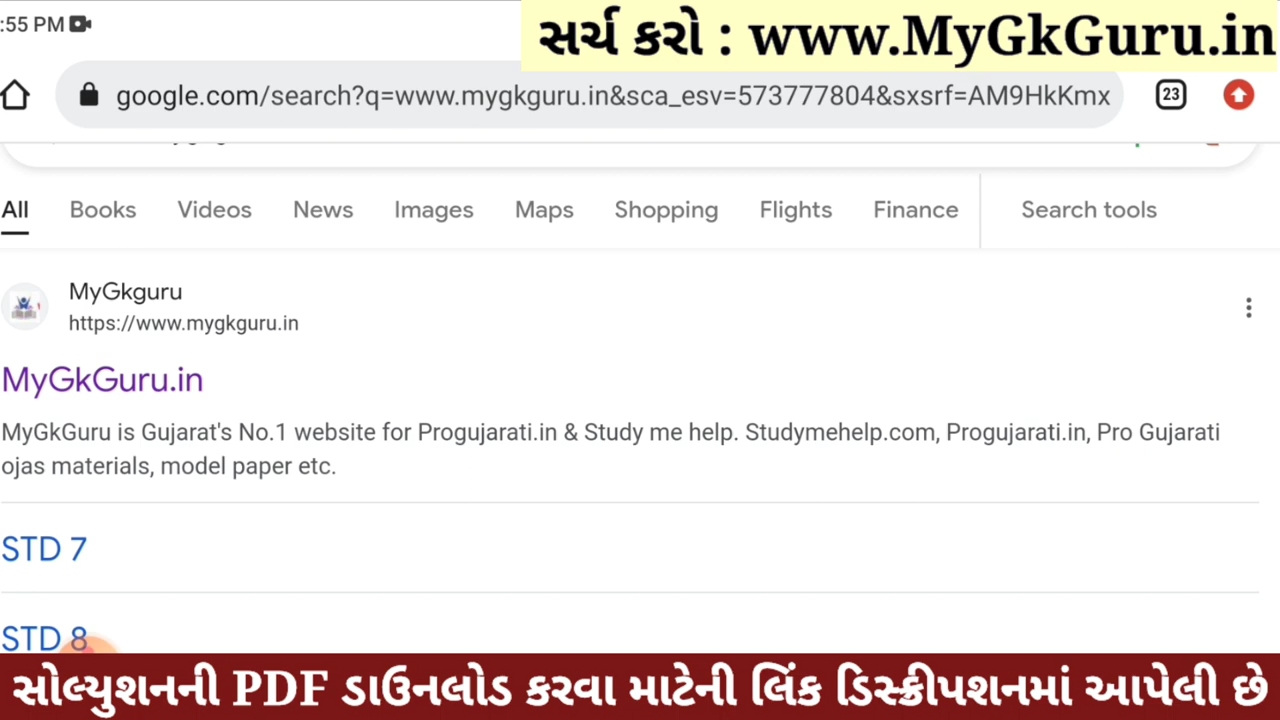 :55 PM
સર્ચ કરો : www.MyGkGuru.in
google.com/search?q=www.mygkguru.in&sca_esv=573777804&sxsrf=AM9HkKmx
23
All Books Videos News Images Maps Shopping Flights Finance Search tools
MyGkguru
https://www.mygkguru.in
MyGkGuru.in
MyGkGuru is Gujarat's No.1 website for Progujarati.in & Study me help. Studymehelp.com, Progujarati.in, Pro Gujarati
ojas materials, model paper etc.
STD 7
STD 8
સોલ્યુશનની PDF ડાઉનલોડ કરવા માટેની લિંક ડિસ્ક્રીપશનમાં આપેલી છે